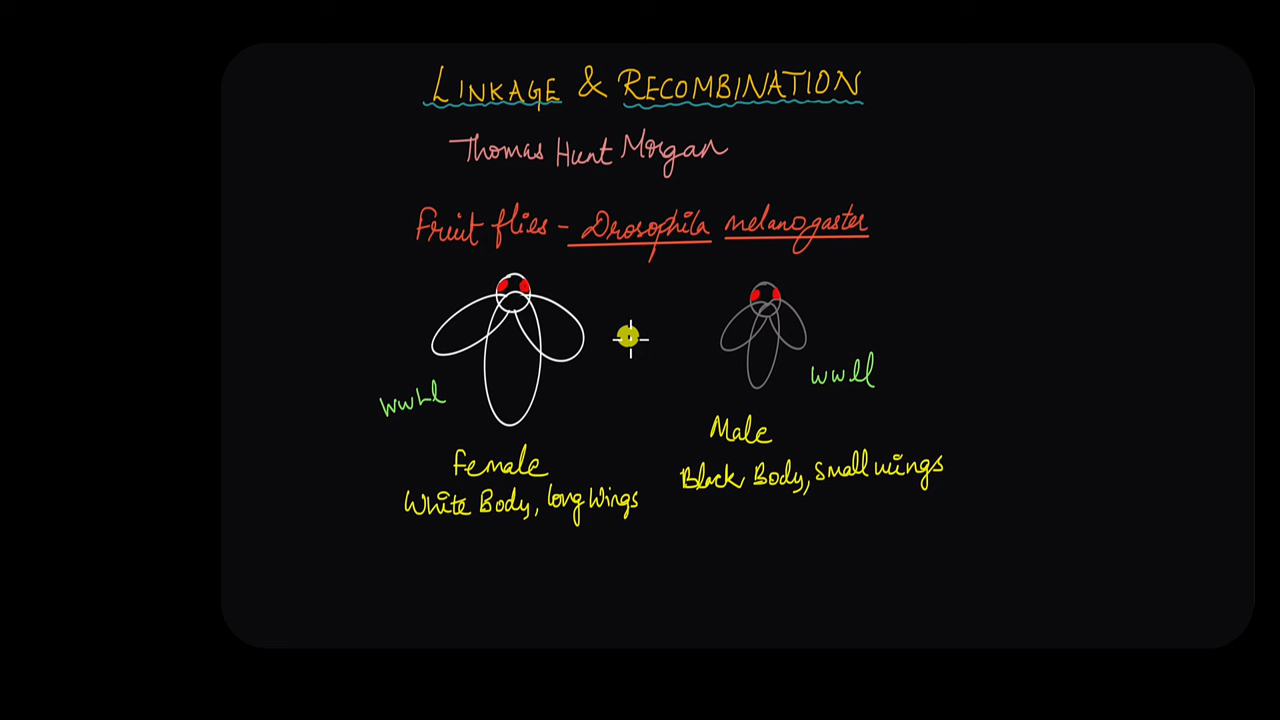 LINKAGE & RECOMBINATION
Thomas Hunt Morgan
Fruit flies - Drosophila melanogaster
WwLl
wwll
Female
White Body, long Wings
Male
Black Body, Small wings